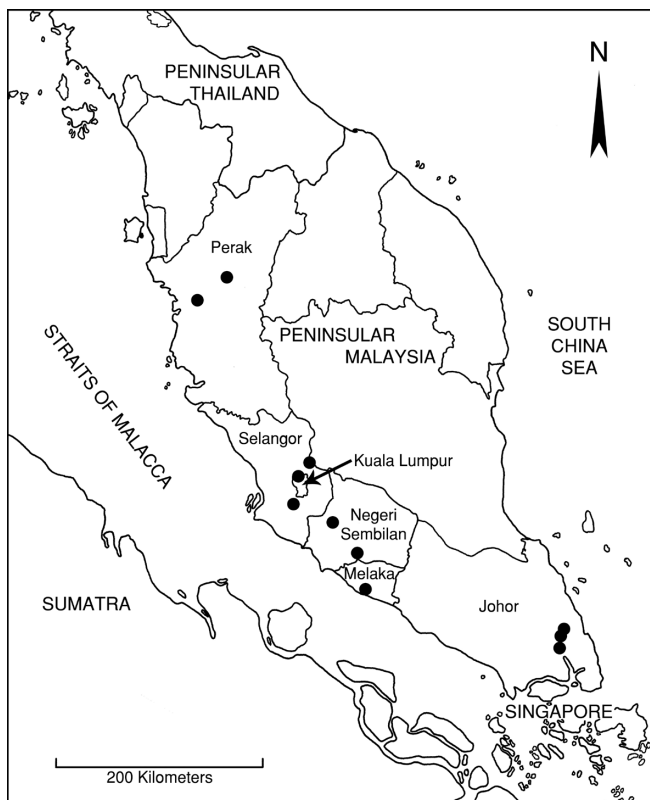 N
PENINSULAR
THAILAND
Perak
SOUTH
CHINA
SEA
PENINSULAR
MALAYSIA
STRAITS OF MALACCA
Selangor
Kuala Lumpur
Negeri
Sembilan
Melaka
SUMATRA
Johor
SINGAPORE
200 Kilometers